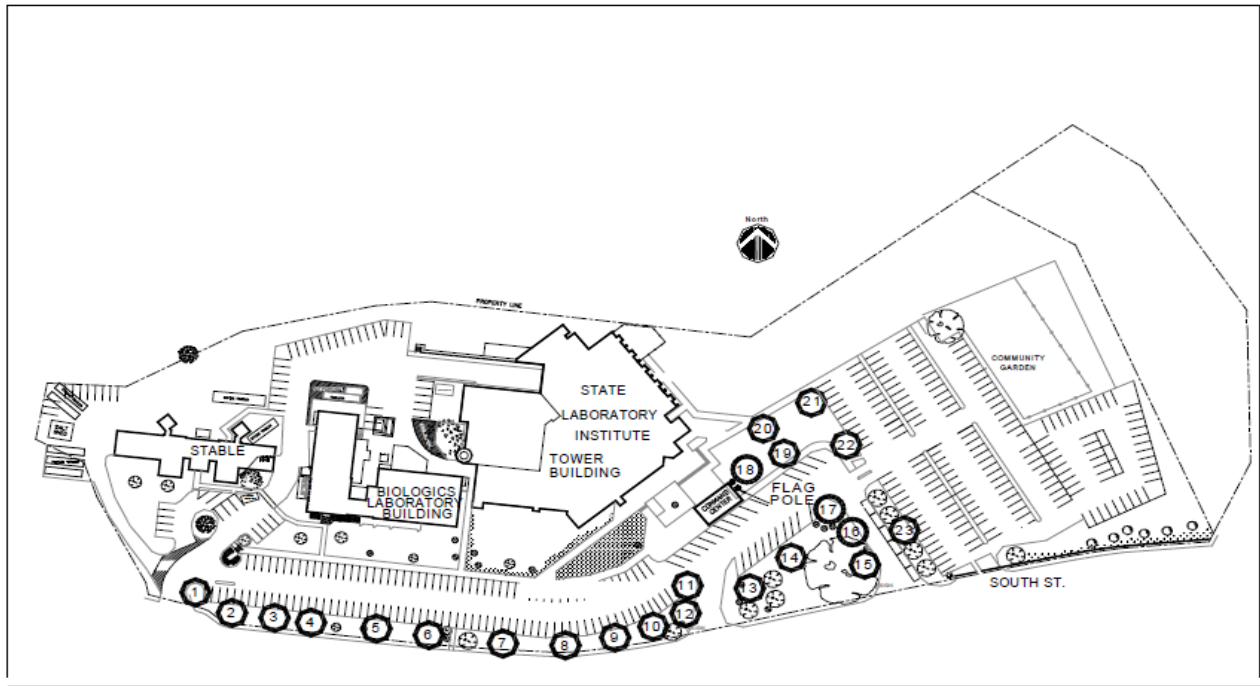 North
PROPERTY LINE
COMMUNITY
GARDEN
STATE
LABORATORY
INSTITUTE
TOWER
BUILDING
STABLE
BIOLOGICS
LABORATORY
BUILDING
COMMAND
CENTER
FLAG
POLE
SOUTH ST.
1
2
3
4
5
6
7
8
9
10
11
12
13
14
15
16
17
18
19
20
21
22
23